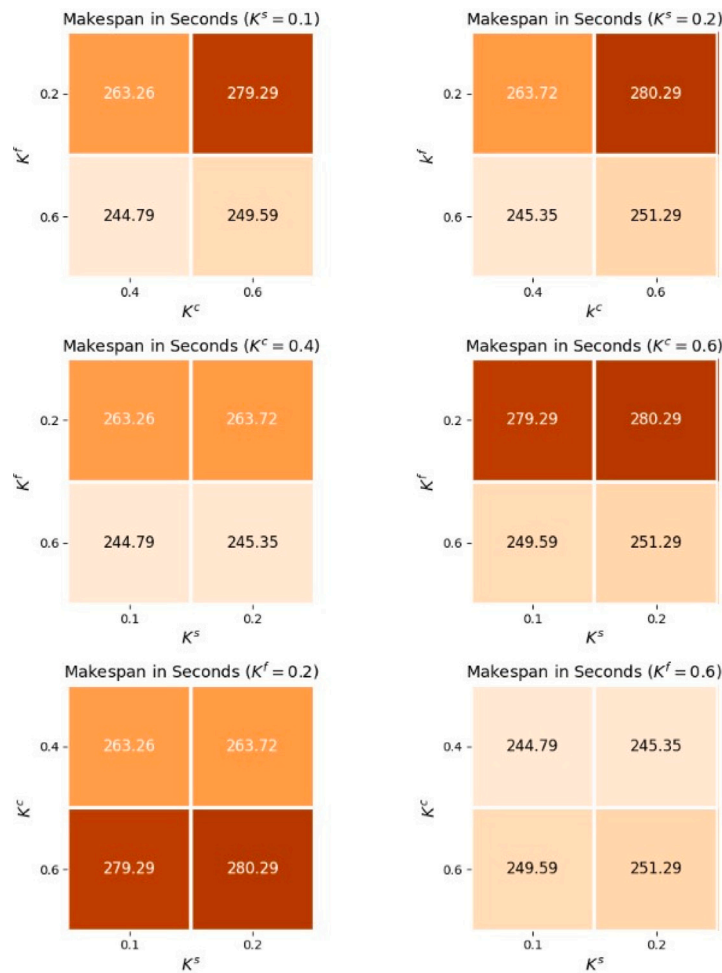 Makespan in Seconds (K^s = 0.1)
0.2
263.26 279.29
K^f
0.6
244.79 249.59
0.4 0.6
K^c
Makespan in Seconds (K^s = 0.2)
0.2
263.72 280.29
k^f
0.6
245.35 251.29
0.4 0.6
k^c
Makespan in Seconds (K^c = 0.4)
0.2
263.26 263.72
K^f
0.6
244.79 245.35
0.1 0.2
K^s
Makespan in Seconds (K^c = 0.6)
0.2
279.29 280.29
K^f
0.6
249.59 251.29
0.1 0.2
K^s
Makespan in Seconds (K^f = 0.2)
0.4
263.26 263.72
K^c
0.6
279.29 280.29
0.1 0.2
K^s
Makespan in Seconds (K^f = 0.6)
0.4
244.79 245.35
K^c
0.6
249.59 251.29
0.1 0.2
K^s